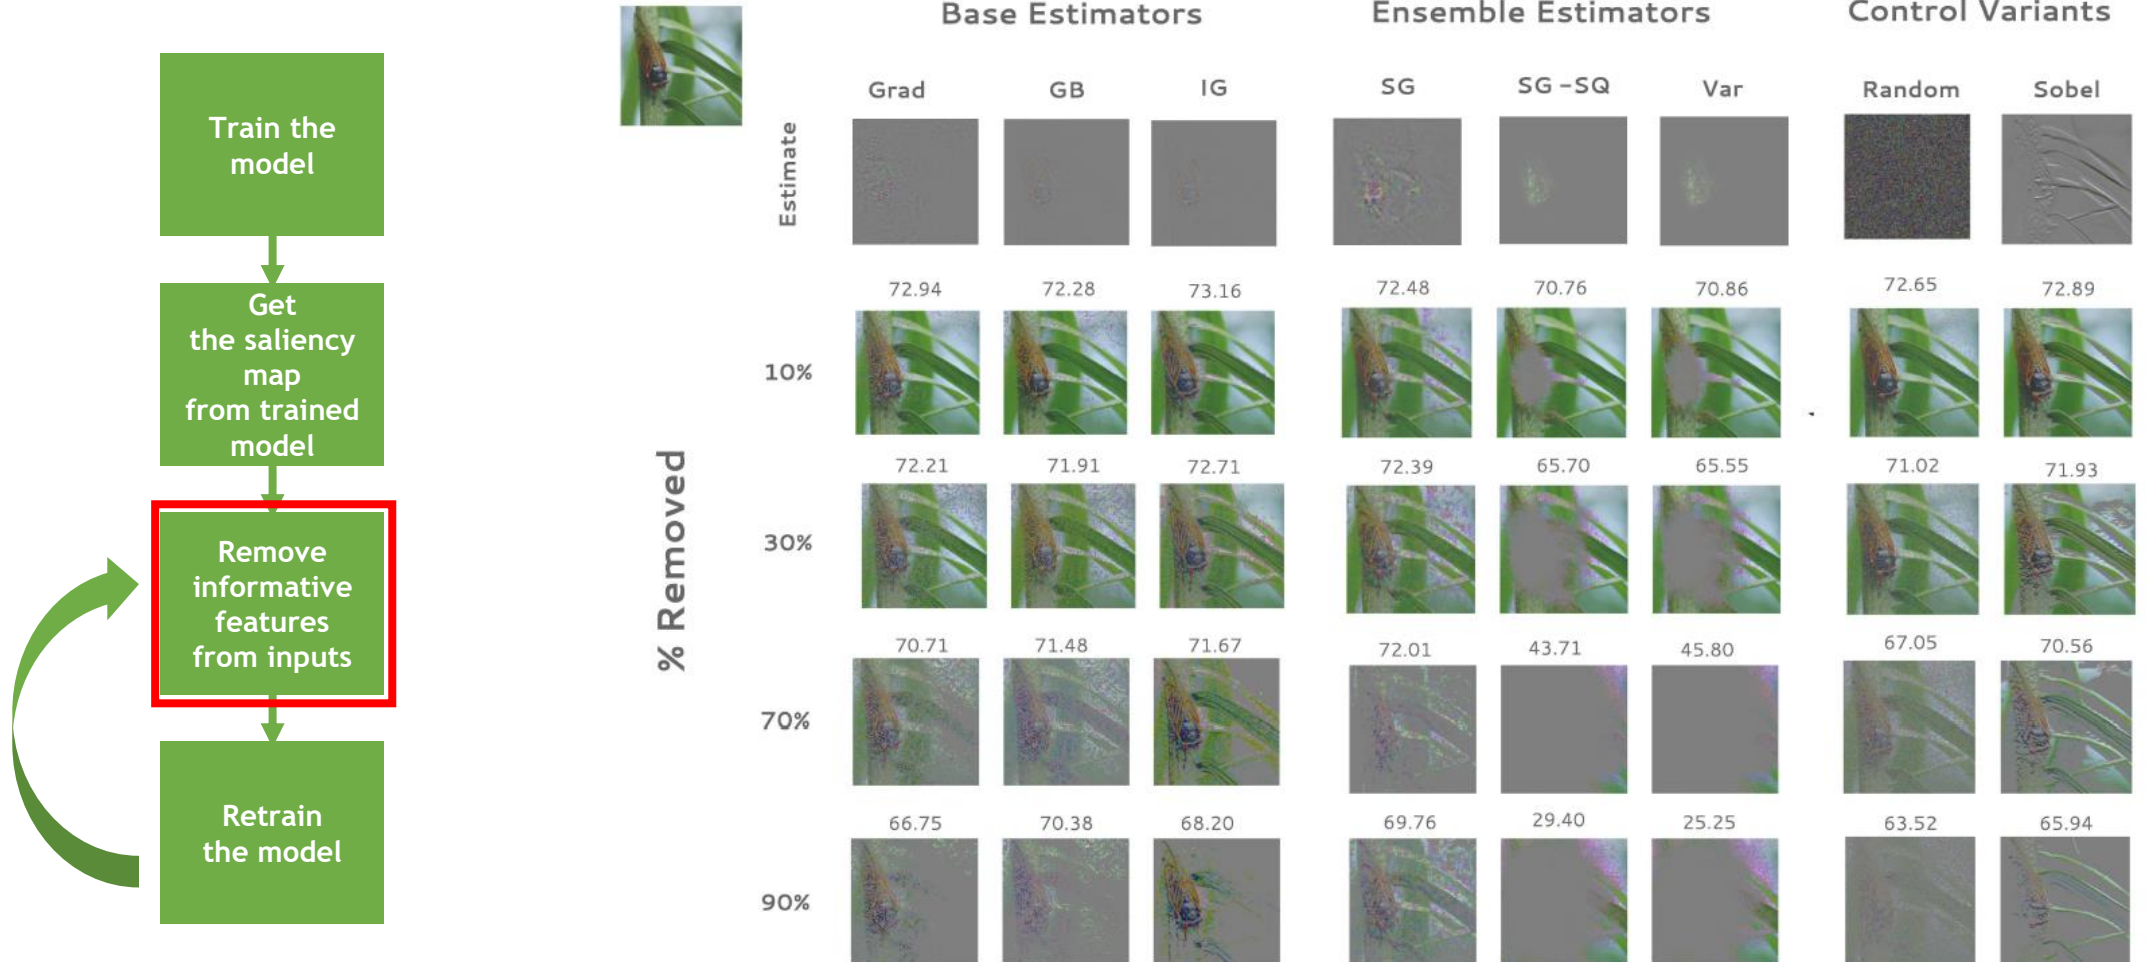 Train the
model
Get
the saliency
map
from trained
model
Remove
informative
features
from inputs
Retrain
the model
Base Estimators
Ensemble Estimators
Control Variants
Grad
GB
IG
SG
SG -SQ
Var
Random
Sobel
Estimate
% Removed
72.94
72.28
73.16
72.48
70.76
70.86
72.65
72.89
10%
72.21
71.91
72.71
72.39
65.70
65.55
71.02
71.93
30%
70.71
71.48
71.67
72.01
43.71
45.80
67.05
70.56
70%
66.75
70.38
68.20
69.76
29.40
25.25
63.52
65.94
90%